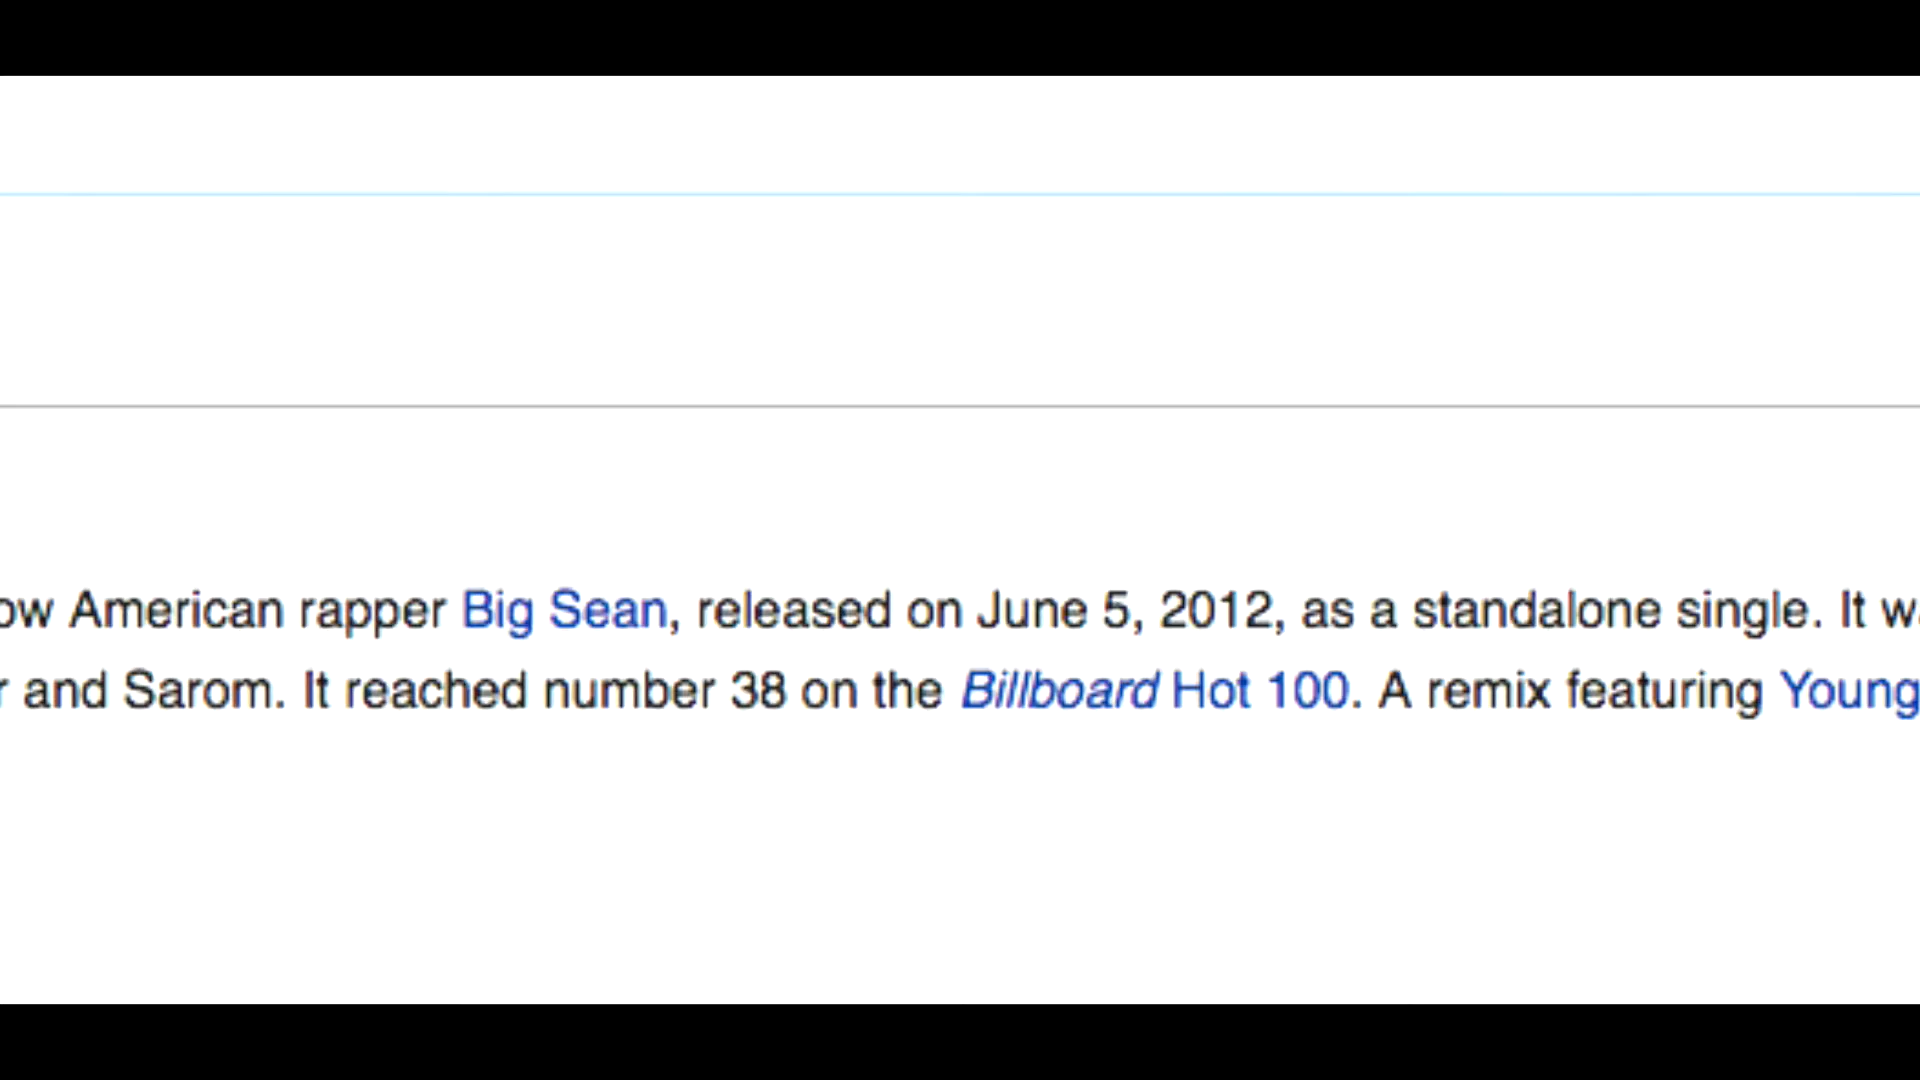 ow American rapper Big Sean, released on June 5, 2012, as a standalone single. It w
r and Sarom. It reached number 38 on the Billboard Hot 100. A remix featuring Young